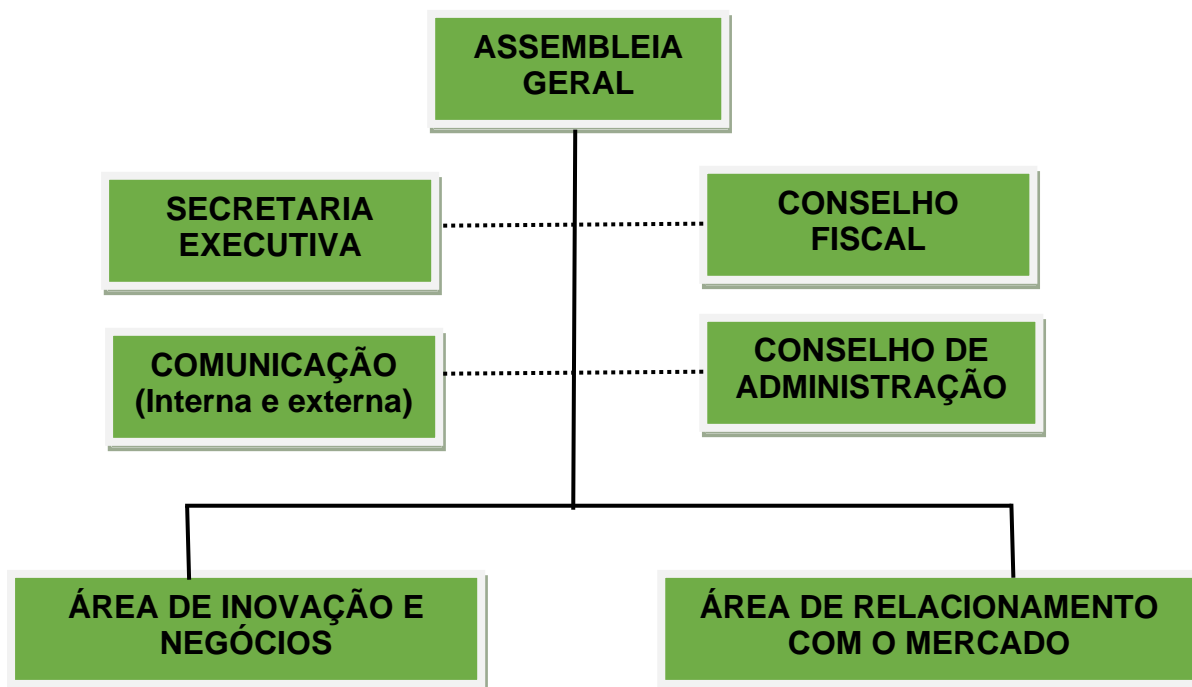 ASSEMBLEIA
GERAL
SECRETARIA
EXECUTIVA
CONSELHO
FISCAL
COMUNICAÇÃO
(Interna e externa)
CONSELHO DE
ADMINISTRAÇÃO
ÁREA DE INOVAÇÃO E
NEGÓCIOS
ÁREA DE RELACIONAMENTO
COM O MERCADO